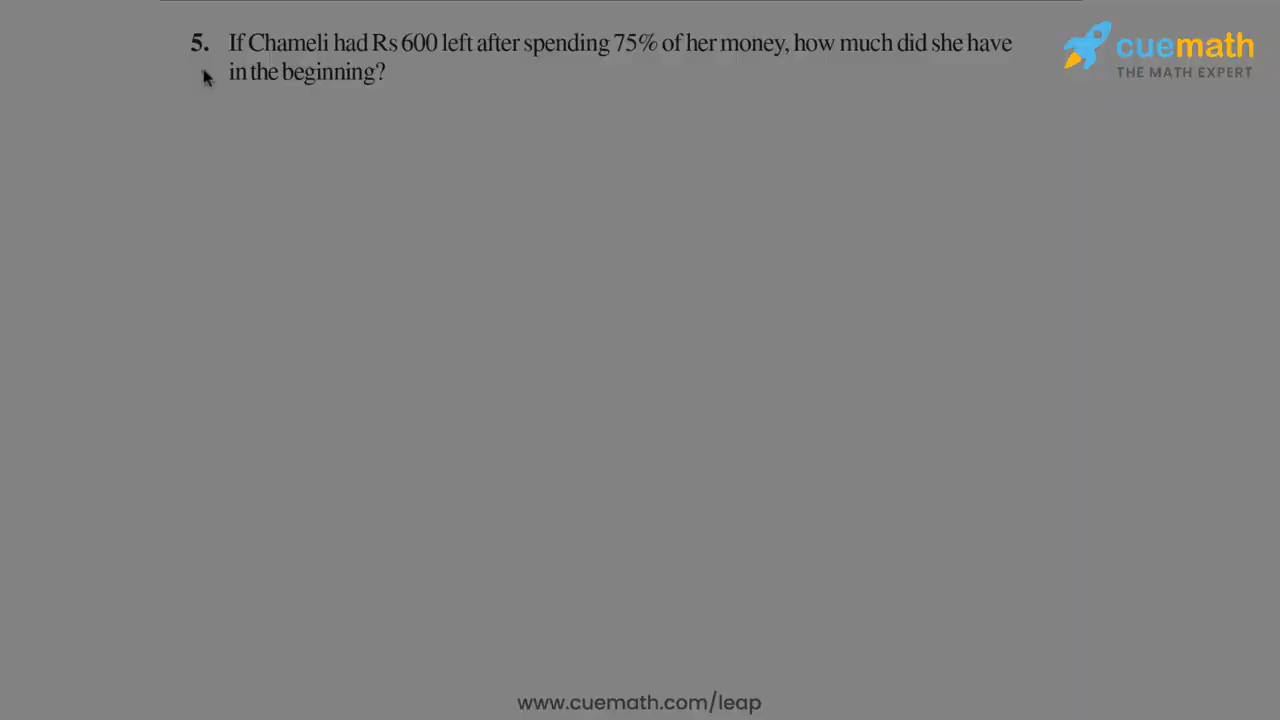 5. If Chameli had Rs 600 left after spending 75% of her money, how much did she have
in the beginning?
cuemath
THE MATH EXPERT
www.cuemath.com/leap